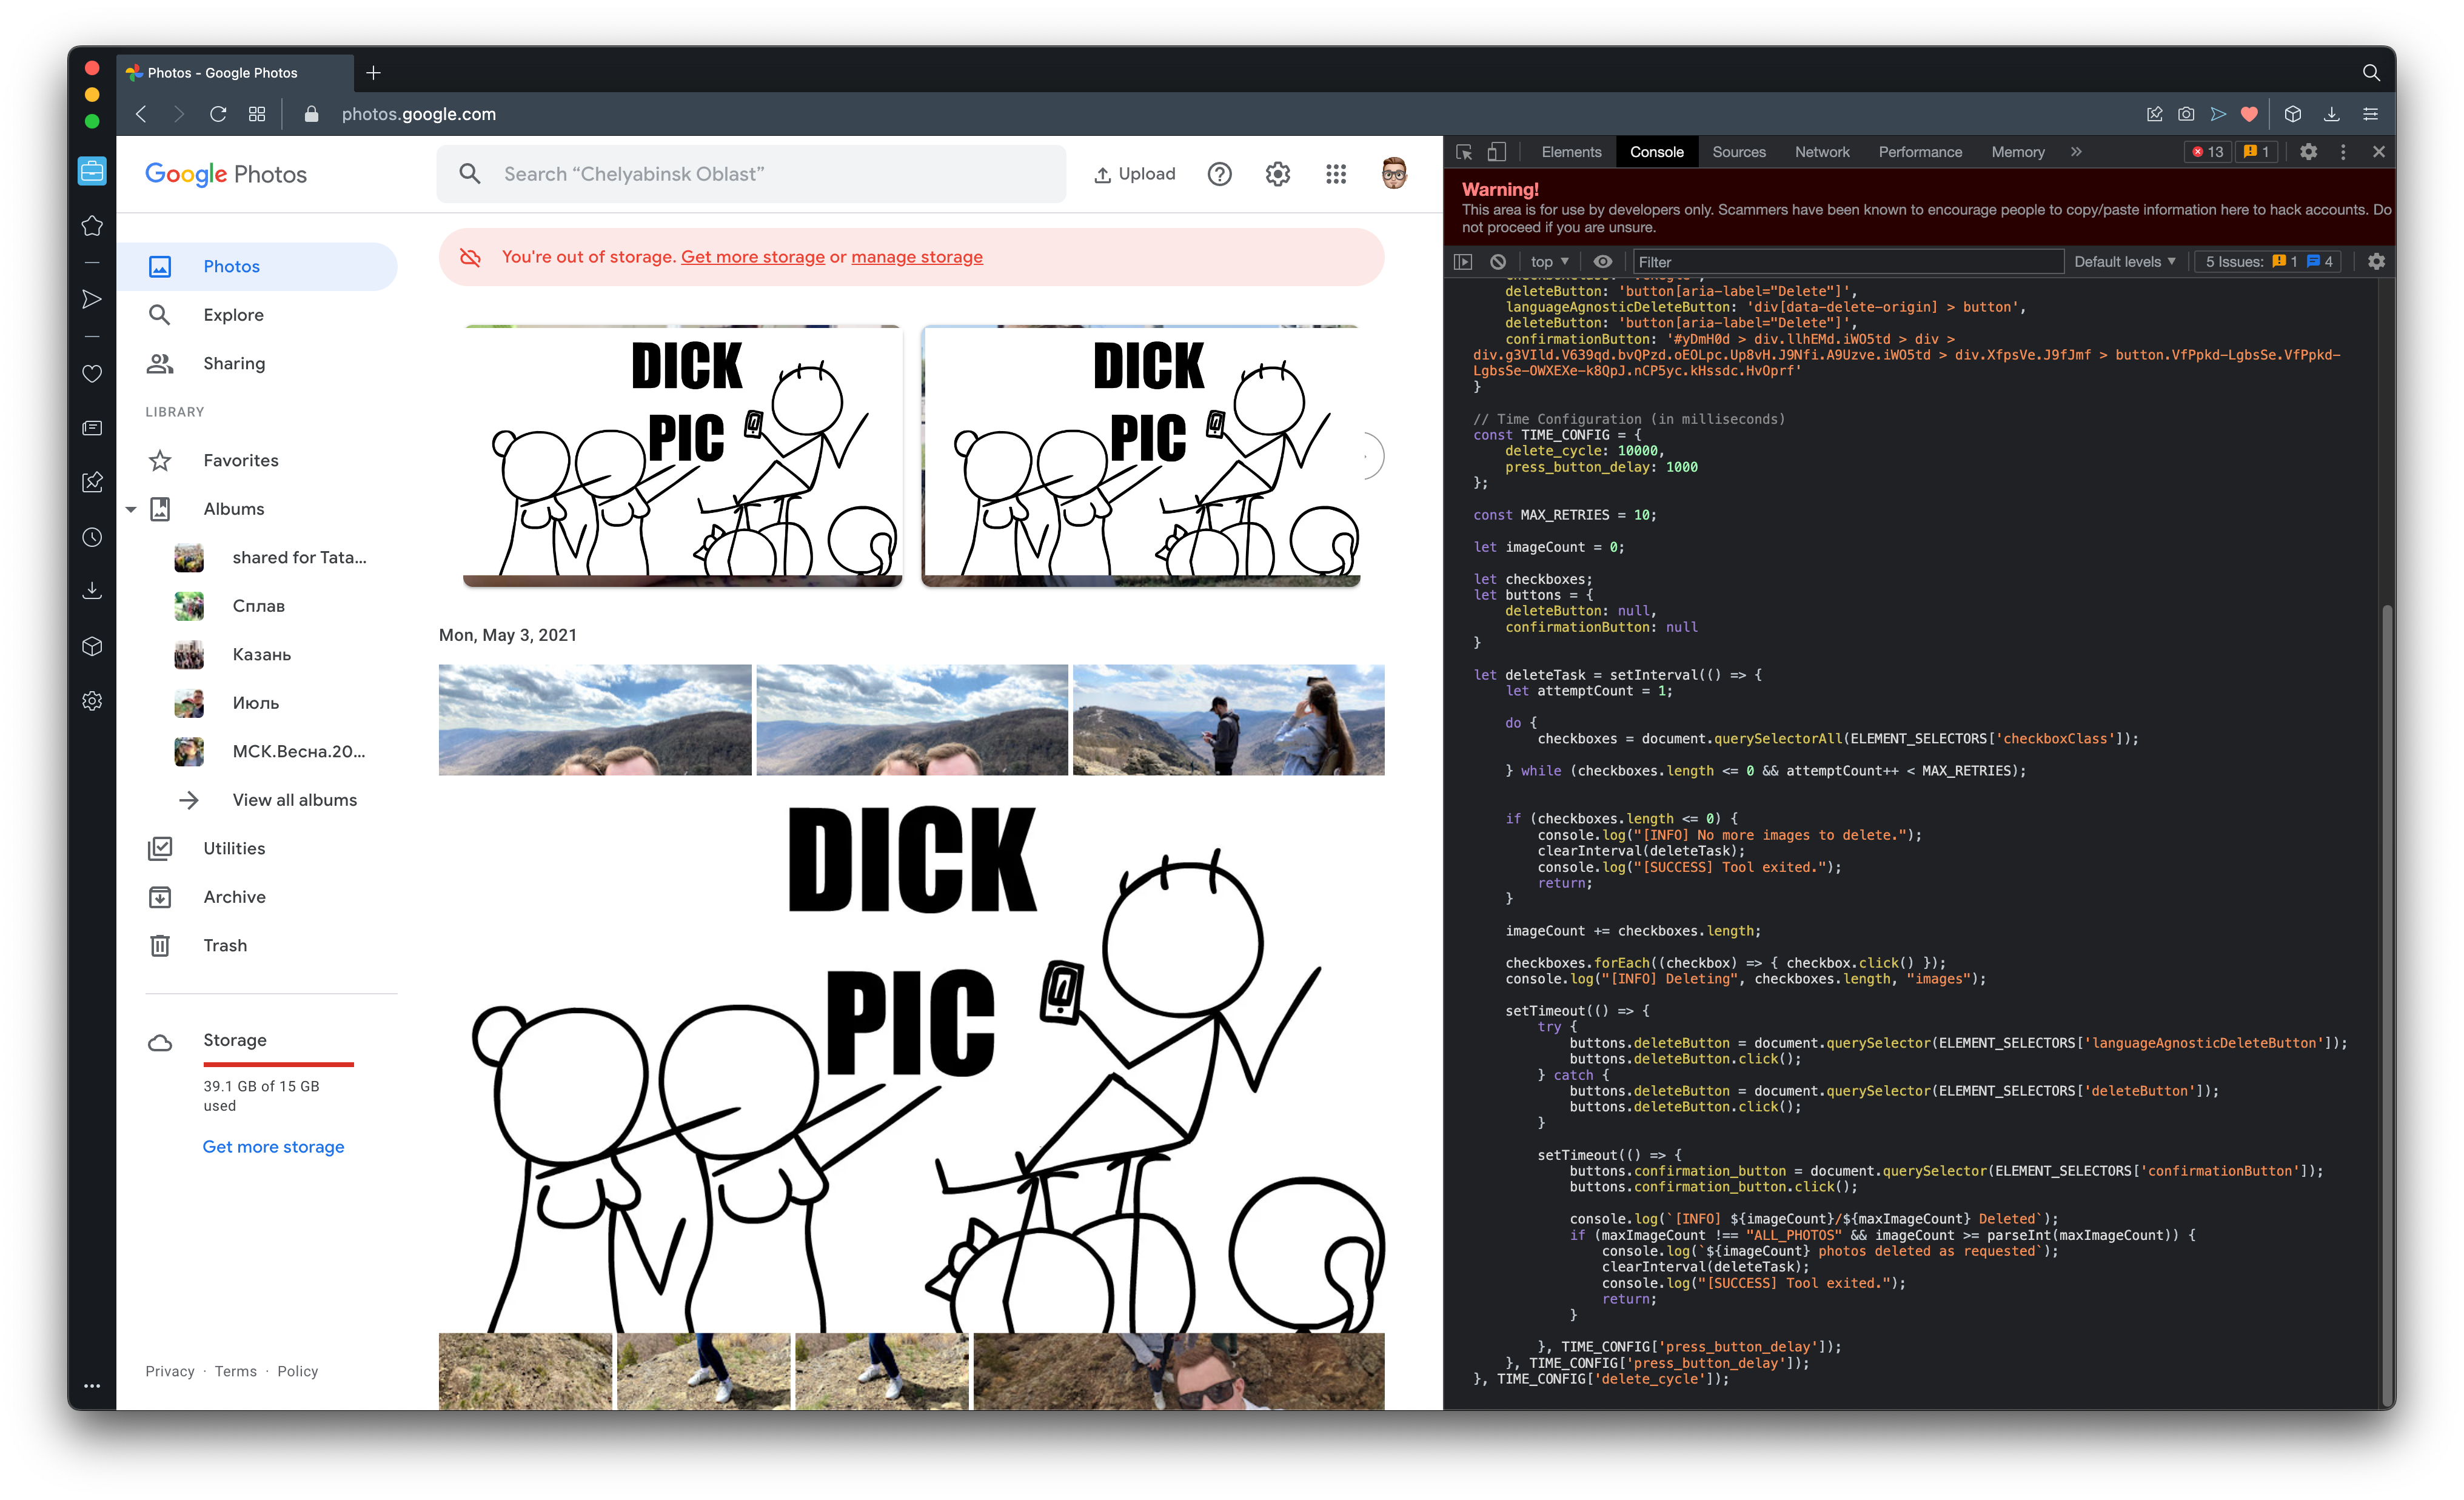 Photos - Google Photos
photos.google.com
Google Photos
Search “Chelyabinsk Oblast”
Upload
Photos
Explore
Sharing
LIBRARY
Favorites
Albums
shared for Tata...
Сплав
Казань
Июль
МСК.Весна.20...
View all albums
Utilities
Archive
Trash
Storage
39.1 GB of 15 GB
used
Get more storage
Privacy · Terms · Policy
You're out of storage. Get more storage or manage storage
DICK
PIC
DICK
PIC
Mon, May 3, 2021
DICK
PIC
Elements Console Sources Network Performance Memory
13 1
Warning!
This area is for use by developers only. Scammers have been known to encourage people to copy/paste information here to hack accounts. Do
not proceed if you are unsure.
top Filter Default levels 5 Issues: 1 4
deleteButton: 'button[aria-label="Delete"]',
languageAgnosticDeleteButton: 'div[data-delete-origin] > button',
deleteButton: 'button[aria-label="Delete"]',
confirmationButton: '#yDmH0d > div.llhEMd.iWO5td > div >
div.g3VIld.V639qd.bvQPzd.oEOLpc.Up8vH.J9Nfi.A9Uzve.iWO5td > div.XfpsVe.J9fJmf > button.VfPpkd-LgbsSe.VfPpkd-
LgbsSe-OWXEXe-k8QpJ.nCP5yc.kHssdc.HvOprf'
}
// Time Configuration (in milliseconds)
const TIME_CONFIG = {
delete_cycle: 10000,
press_button_delay: 1000
};
const MAX_RETRIES = 10;
let imageCount = 0;
let checkboxes;
let buttons = {
deleteButton: null,
confirmationButton: null
}
let deleteTask = setInterval(() => {
let attemptCount = 1;
do {
checkboxes = document.querySelectorAll(ELEMENT_SELECTORS['checkboxClass']);
} while (checkboxes.length <= 0 && attemptCount++ < MAX_RETRIES);
if (checkboxes.length <= 0) {
console.log("[INFO] No more images to delete.");
clearInterval(deleteTask);
console.log("[SUCCESS] Tool exited.");
return;
}
imageCount += checkboxes.length;
checkboxes.forEach((checkbox) => { checkbox.click() });
console.log("[INFO] Deleting", checkboxes.length, "images");
setTimeout(() => {
try {
buttons.deleteButton = document.querySelector(ELEMENT_SELECTORS['languageAgnosticDeleteButton']);
buttons.deleteButton.click();
} catch {
buttons.deleteButton = document.querySelector(ELEMENT_SELECTORS['deleteButton']);
buttons.deleteButton.click();
}
setTimeout(() => {
buttons.confirmation_button = document.querySelector(ELEMENT_SELECTORS['confirmationButton']);
buttons.confirmation_button.click();
console.log(`[INFO] ${imageCount}/${maxImageCount} Deleted`);
if (maxImageCount !== "ALL_PHOTOS" && imageCount >= parseInt(maxImageCount)) {
console.log(`${imageCount} photos deleted as requested`);
clearInterval(deleteTask);
console.log("[SUCCESS] Tool exited.");
return;
}
}, TIME_CONFIG['press_button_delay']);
}, TIME_CONFIG['press_button_delay']);
}, TIME_CONFIG['delete_cycle']);